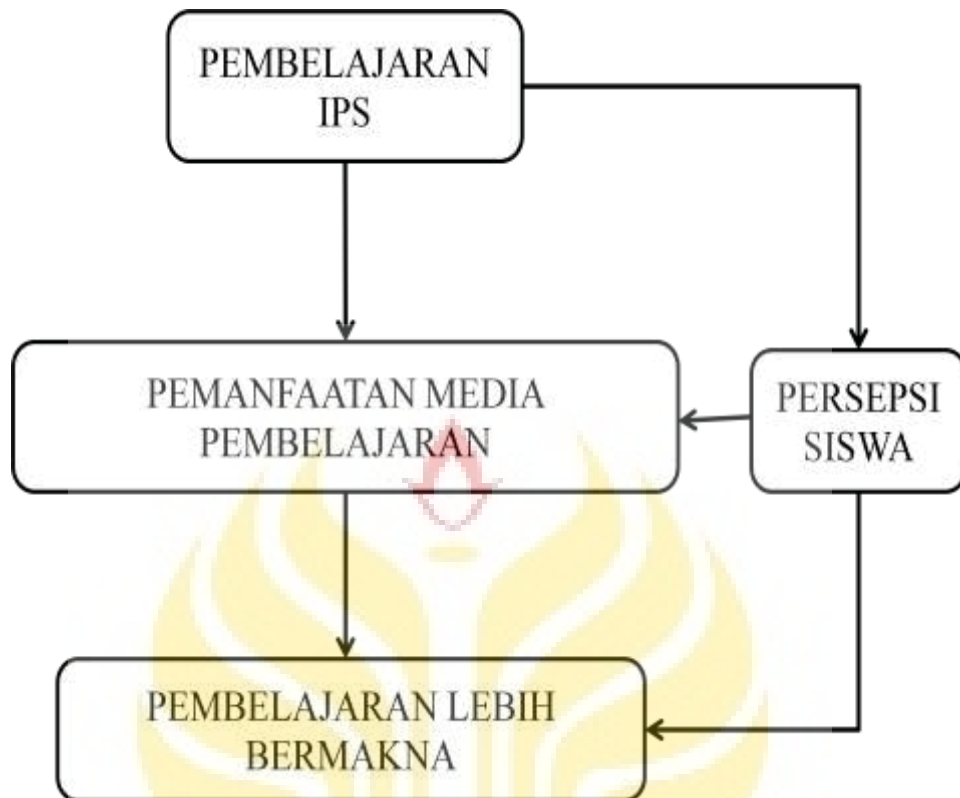 PEMBELAJARAN
IPS
PEMANFAATAN MEDIA
PEMBELAJARAN
PERSEPSI
SISWA
PEMBELAJARAN LEBIH
BERMAKNA